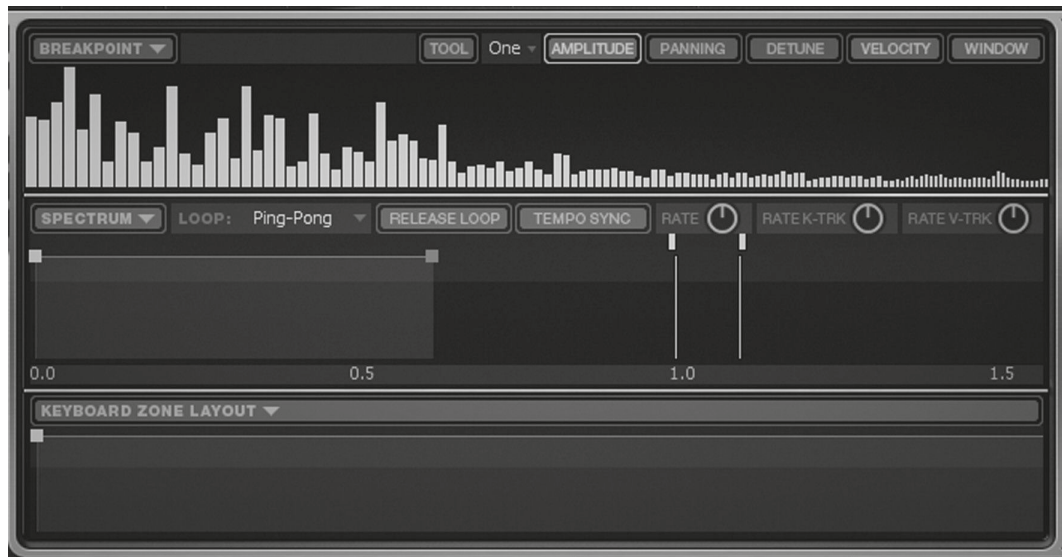 BREAKPOINT TOOL One AMPLITUDE PANNING DETUNE VELOCITY WINDOW
SPECTRUM LOOP: Ping-Pong RELEASE LOOP TEMPO SYNC RATE RATE K-TRK RATE V-TRK
0.0 0.5 1.0 1.5
KEYBOARD ZONE LAYOUT